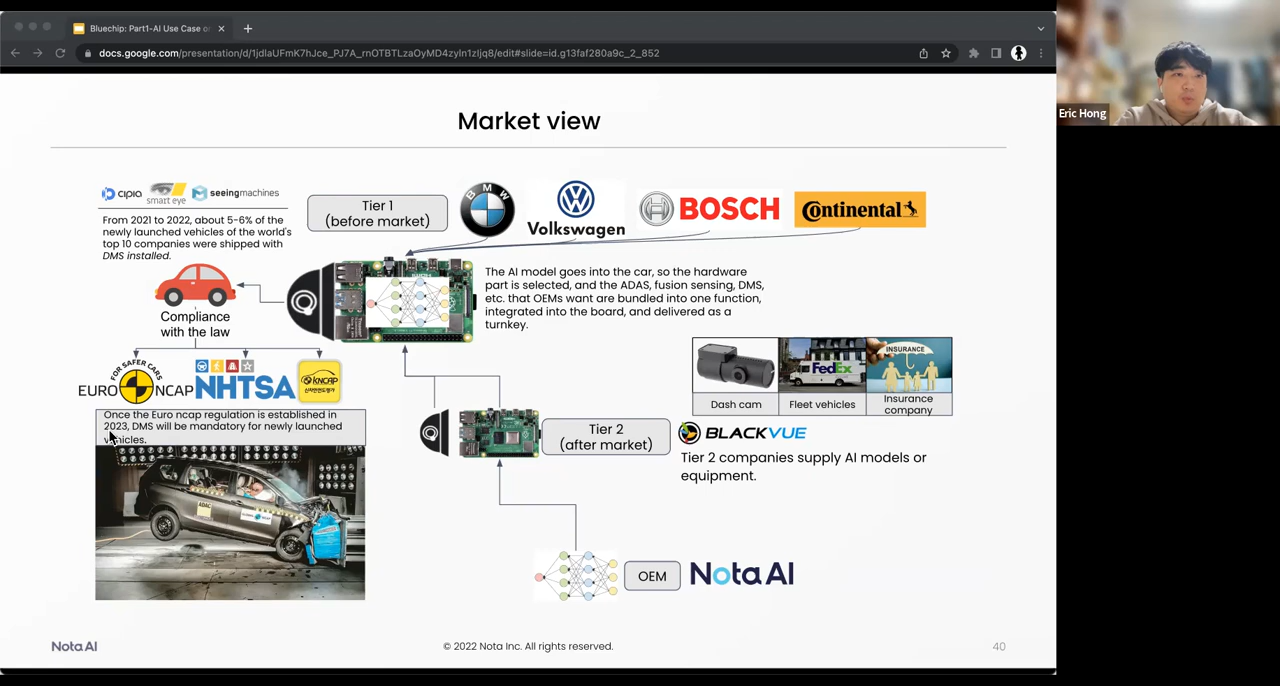 Bluechip: Part1-AI Use Case o
docs.google.com/presentation/d/1jdlaUFmK7hJce_PJ7A_rnOTBTLzaOyMD4zyIn1zIjq8/edit#slide=id.g13faf280a9c_2_852
Eric Hong
Market view
cipia
smart eye
seeingmachines
From 2021 to 2022, about 5-6% of the
newly launched vehicles of the world's
top 10 companies were shipped with
DMS installed.
Tier 1
(before market)
BMW
Volkswagen
BOSCH
Continental
The AI model goes into the car, so the hardware
part is selected, and the ADAS, fusion sensing, DMS,
etc. that OEMs want are bundled into one function,
integrated into the board, and delivered as a
turnkey.
Compliance
with the law
FOR SAFER CARS
EURO NCAP
NHTSA
KNCAP
Once the Euro ncap regulation is established in
2023, DMS will be mandatory for newly launched
vehicles.
ADAC
FedEx
INSURANCE
Dash cam
Fleet vehicles
Insurance
company
Tier 2
(after market)
BLACKVUE
Tier 2 companies supply AI models or
equipment.
OEM
Nota AI
Nota AI
© 2022 Nota Inc. All rights reserved.
40